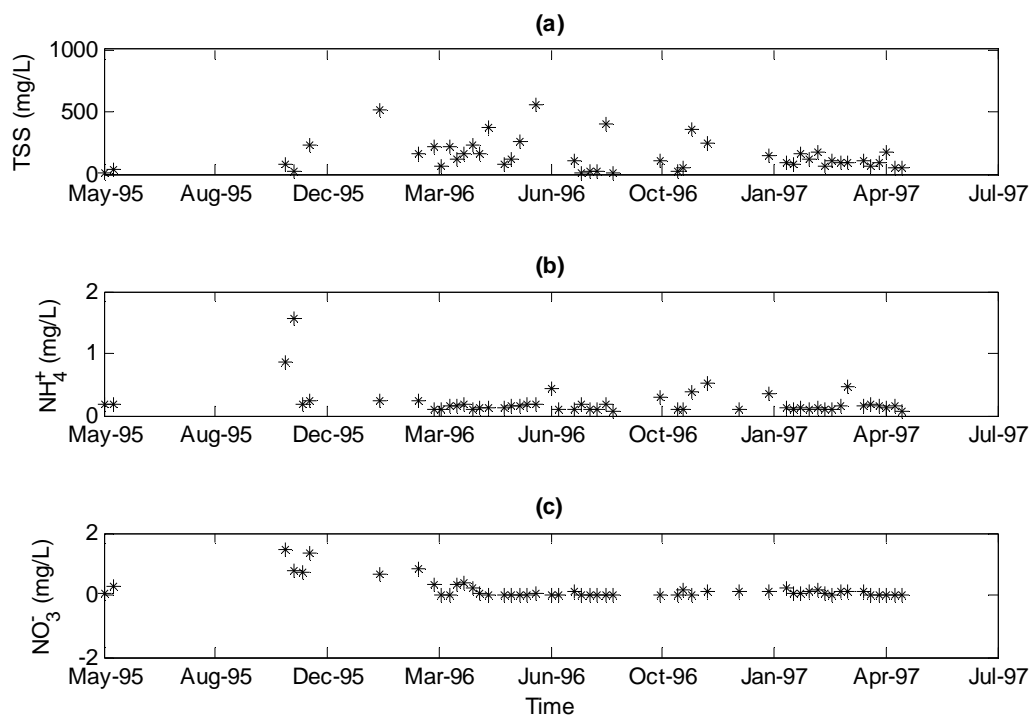 (a)
TSS (mg/L)
1000
500
0
May-95 Aug-95 Dec-95 Mar-96 Jun-96 Oct-96 Jan-97 Apr-97 Jul-97
(b)
NH₄⁺ (mg/L)
2
1
0
May-95 Aug-95 Dec-95 Mar-96 Jun-96 Oct-96 Jan-97 Apr-97 Jul-97
(c)
NO₃⁻ (mg/L)
2
0
-2
May-95 Aug-95 Dec-95 Mar-96 Jun-96 Oct-96 Jan-97 Apr-97 Jul-97
Time